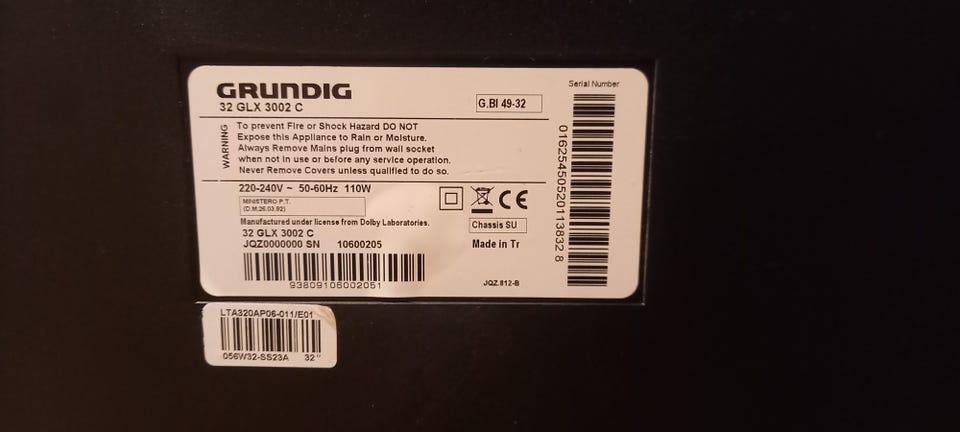 GRUNDIG
32 GLX 3002 C
G.BI 49-32
Serial Number
WARNING
To prevent Fire or Shock Hazard DO NOT
Expose this Appliance to Rain or Moisture.
Always Remove Mains plug from wall socket
when not in use or before any service operation.
Never Remove Covers unless qualified to do so.
220-240V ~ 50-60Hz 110W
MINISTERO P.T.
(D.M.26.03.92)
CE
Manufactured under license from Dolby Laboratories.
Chassis SU
32 GLX 3002 C
JQZ0000000 SN 10600205
Made in Tr
93809106002051
JQZ.812-B
01625450520113832 8
LTA320AP06-011/E01
056W32-SS23A 32"